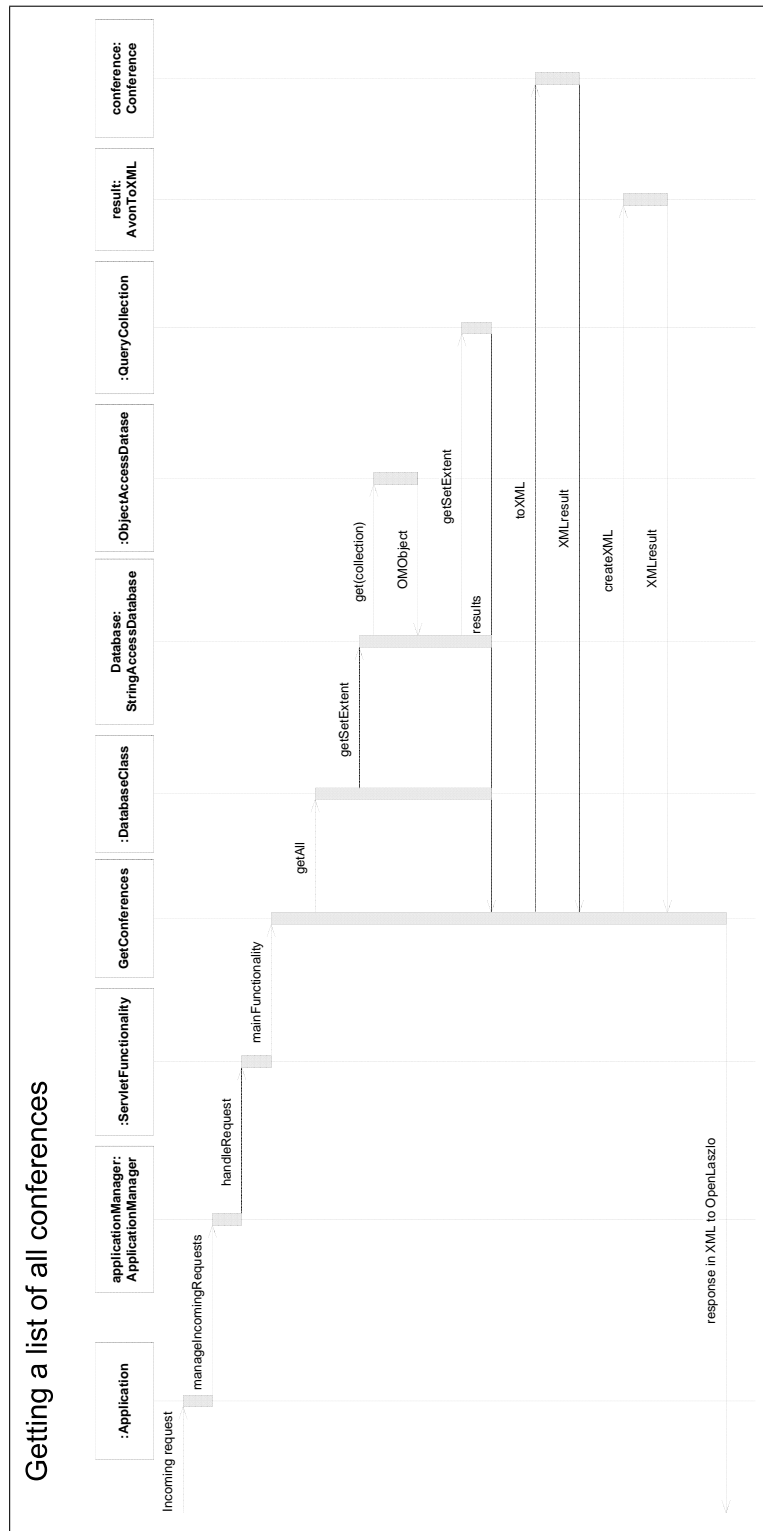 Getting a list of all conferences
:Application
applicationManager:
ApplicationManager
:ServletFunctionality
GetConferences
:DatabaseClass
Database:
StringAccessDatabase
:ObjectAccessDatase
:QueryCollection
result:
AvonToXML
conference:
Conference
Incoming request
manageIncomingRequests
handleRequest
mainFunctionality
getAll
getSetExtent
get(collection)
OMObject
getSetExtent
results
toXML
XMLresult
createXML
XMLresult
response in XML to OpenLaszlo